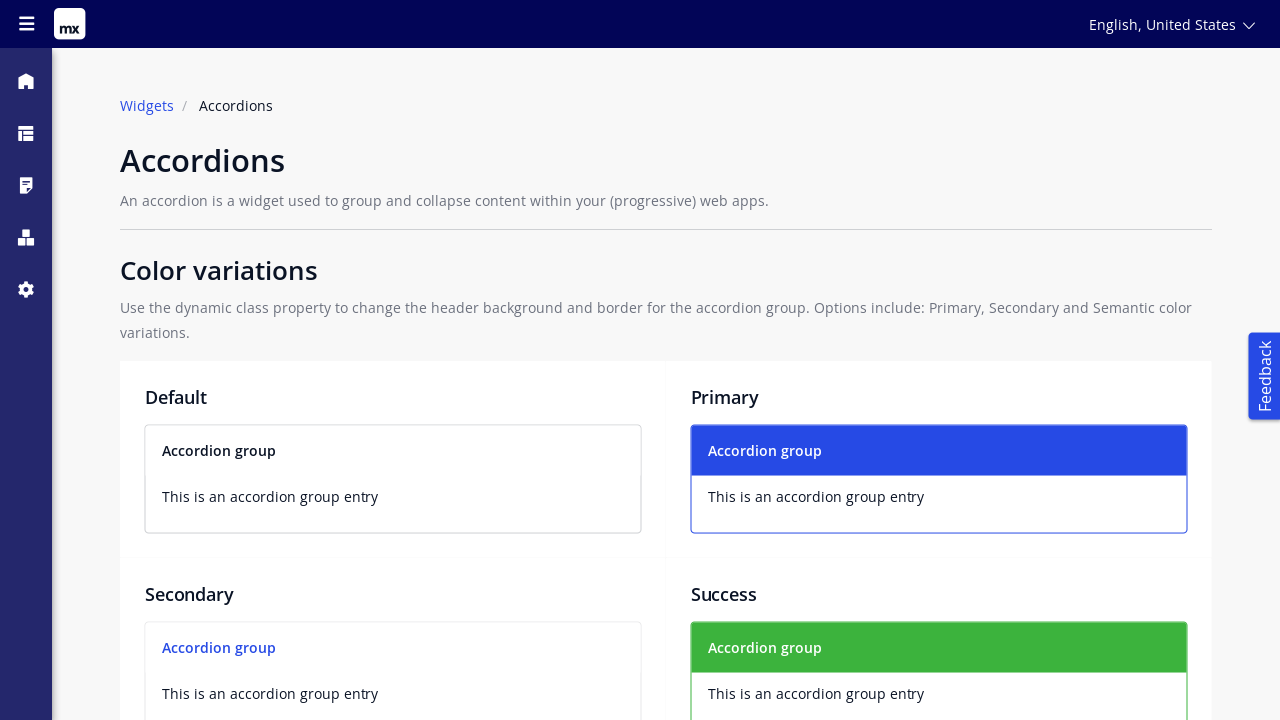 mx
English, United States
Widgets / Accordions
Accordions
An accordion is a widget used to group and collapse content within your (progressive) web apps.
Color variations
Use the dynamic class property to change the header background and border for the accordion group. Options include: Primary, Secondary and Semantic color
variations.
Feedback
Default
Accordion group
This is an accordion group entry
Primary
Accordion group
This is an accordion group entry
Secondary
Accordion group
This is an accordion group entry
Success
Accordion group
This is an accordion group entry